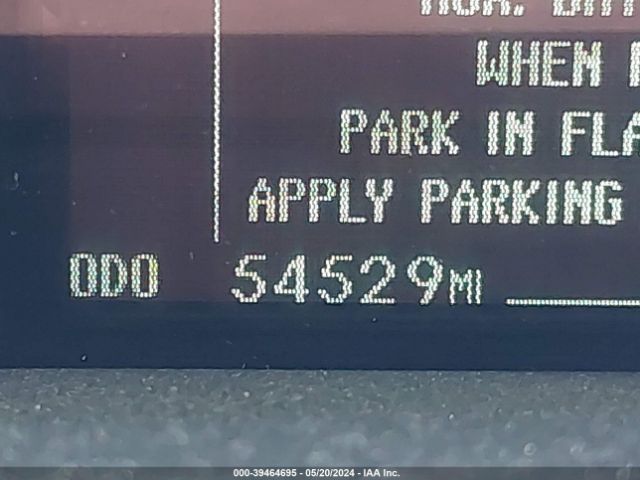 WHEN
PARK IN FLA
APPLY PARKING
ODO 54529MI
000-39464695 - 05/20/2024 - IAA Inc.